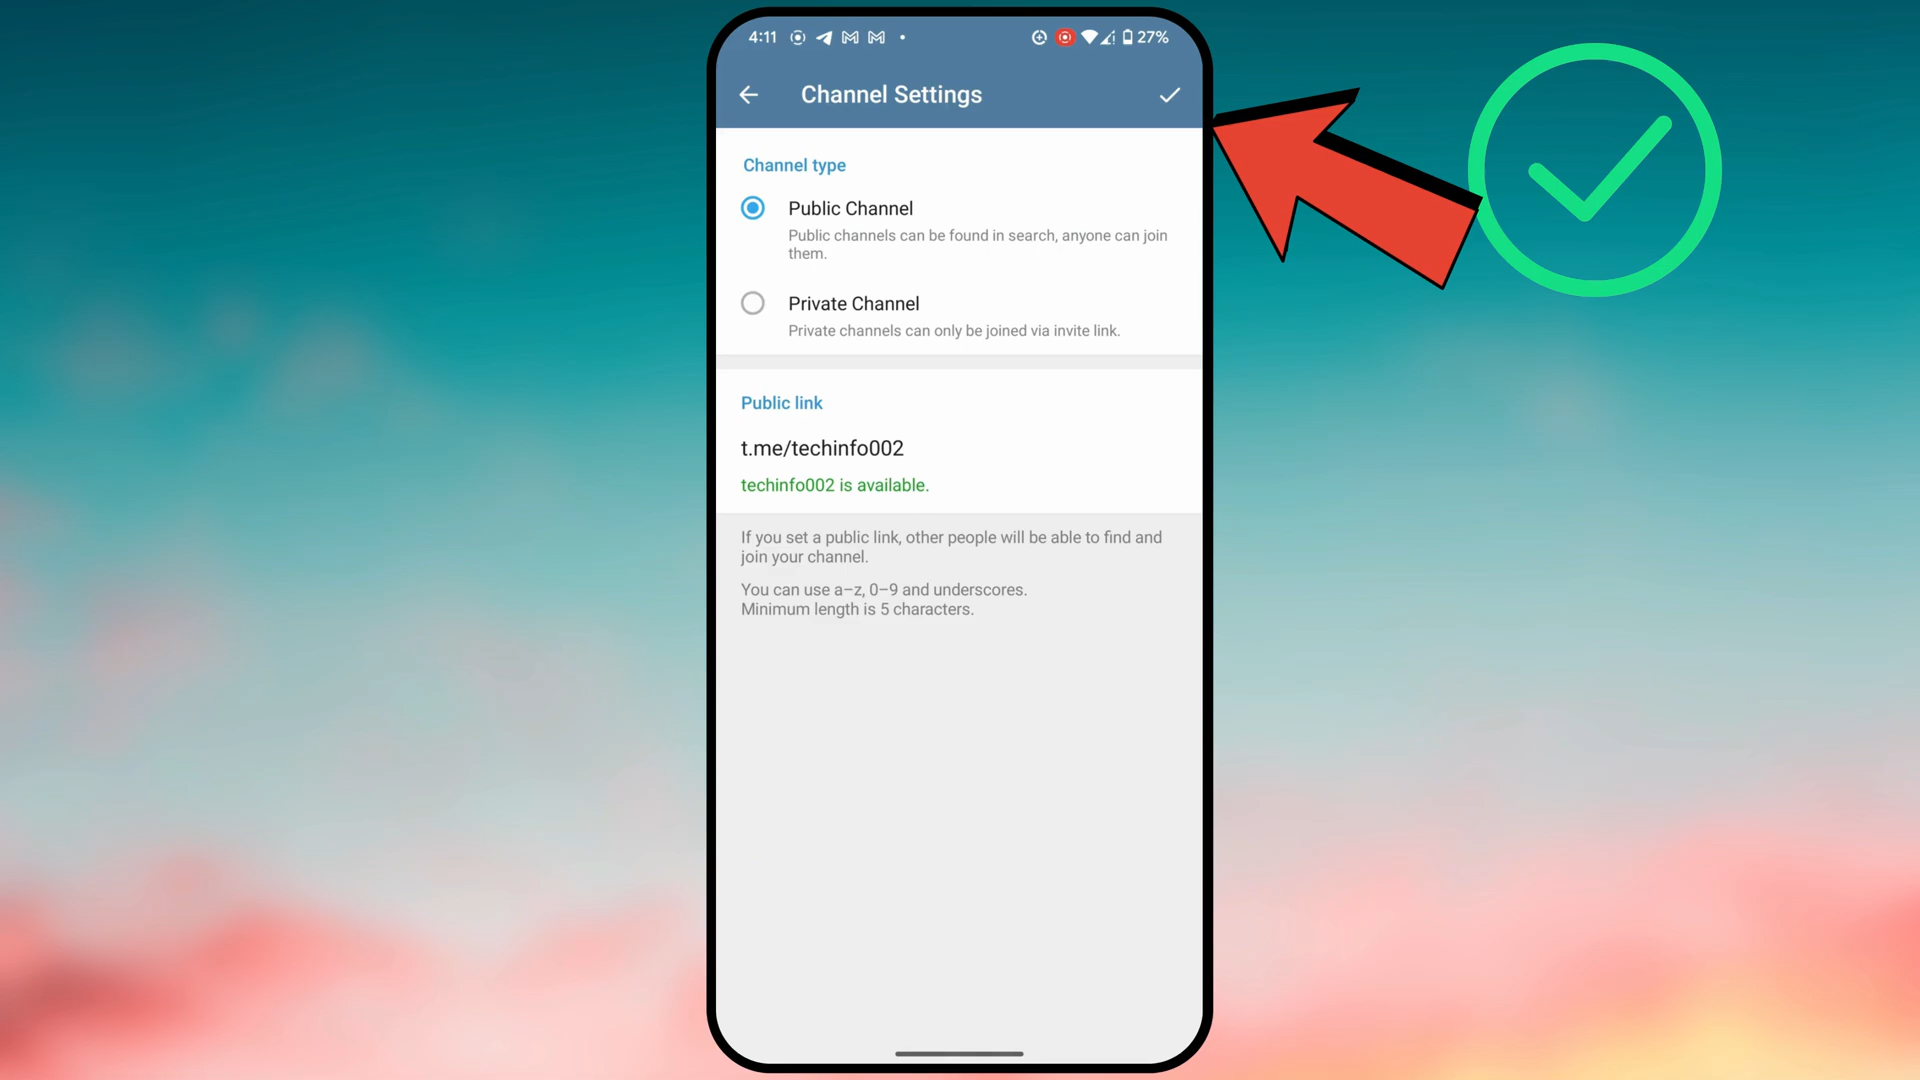 4:11
27%
Channel Settings
Channel type
Public Channel
Public channels can be found in search, anyone can join
them.
Private Channel
Private channels can only be joined via invite link.
Public link
t.me/techinfo002
techinfo002 is available.
If you set a public link, other people will be able to find and
join your channel.
You can use a–z, 0–9 and underscores.
Minimum length is 5 characters.